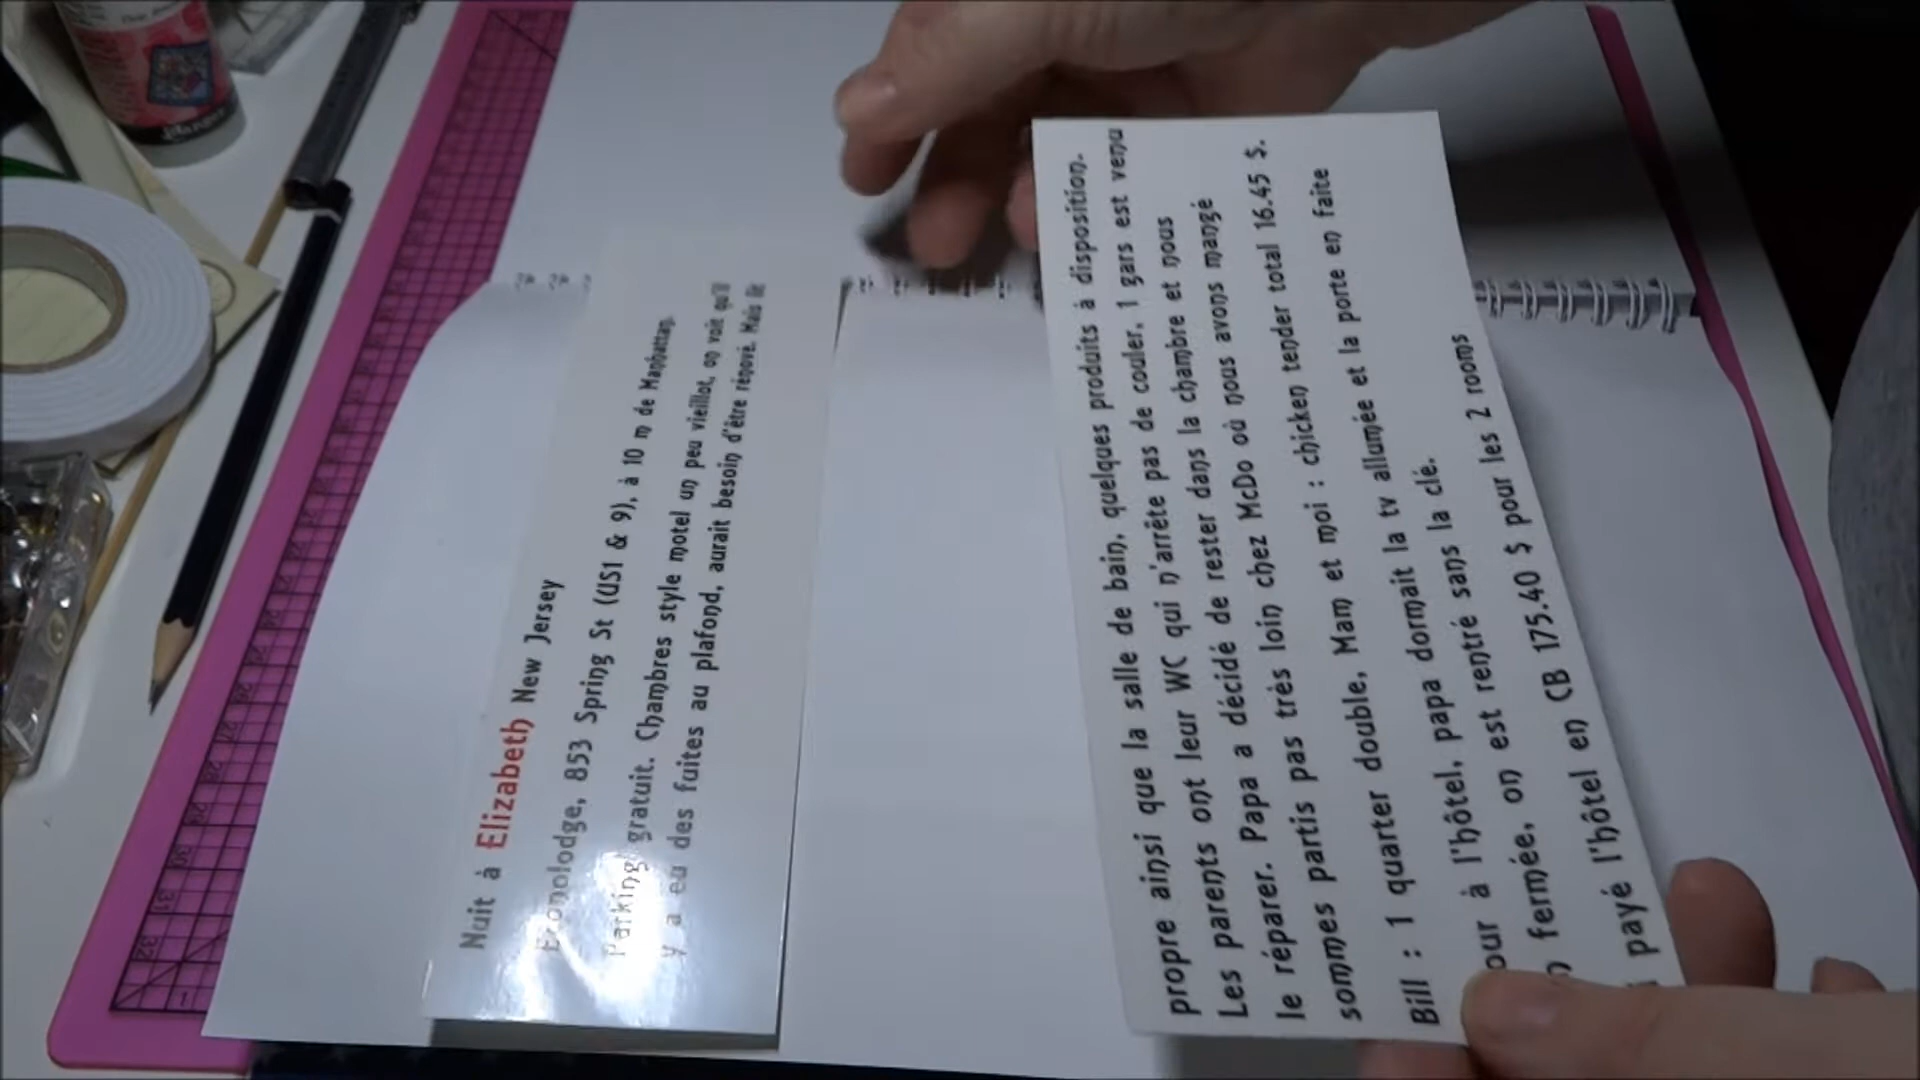 Nuit à Elizabeth New Jersey
Econolodge, 853 Spring St (US1 & 9), à 10 m de Manhattan.
Parking gratuit. Chambres style motel un peu vieillot, on voit qu'il
y a eu des fuites au plafond, aurait besoin d'être rénové. Mais lit
propre ainsi que la salle de bain, quelques produits à disposition.
Les parents ont leur WC qui n'arrête pas de couler, 1 gars est venu
le réparer. Papa a décidé de rester dans la chambre et nous
sommes partis pas très loin chez McDo où nous avons mangé
Bill : 1 quarter double, Mam et moi : chicken tender total 16.45 $.
our à l'hôtel, papa dormait la tv allumée et la porte en faite
n fermée, on est rentré sans la clé.
payé l'hôtel en CB 175.40 $ pour les 2 rooms